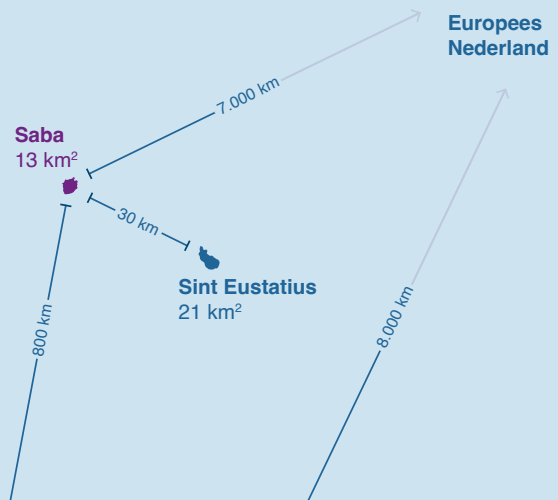 Europees
Nederland
7.000 km
Saba
13 km²
30 km
Sint Eustatius
21 km²
800 km
8.000 km